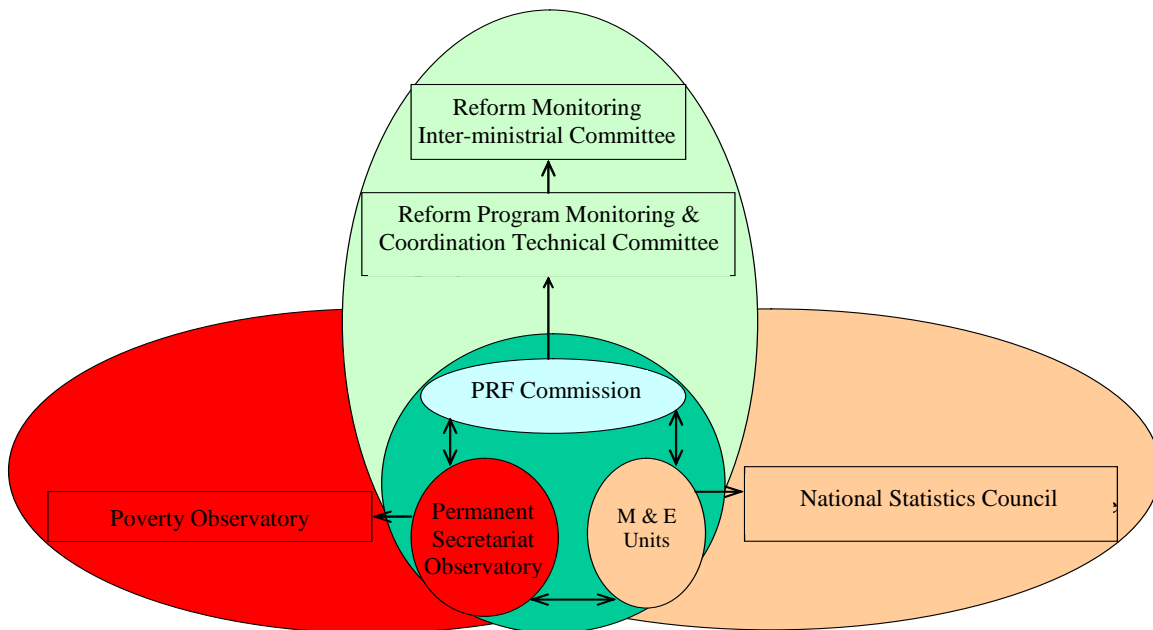 Reform Monitoring
Inter-ministrial Committee
Reform Program Monitoring &
Coordination Technical Committee
PRF Commission
Poverty Observatory
Permanent
Secretariat
Observatory
M & E
Units
National Statistics Council